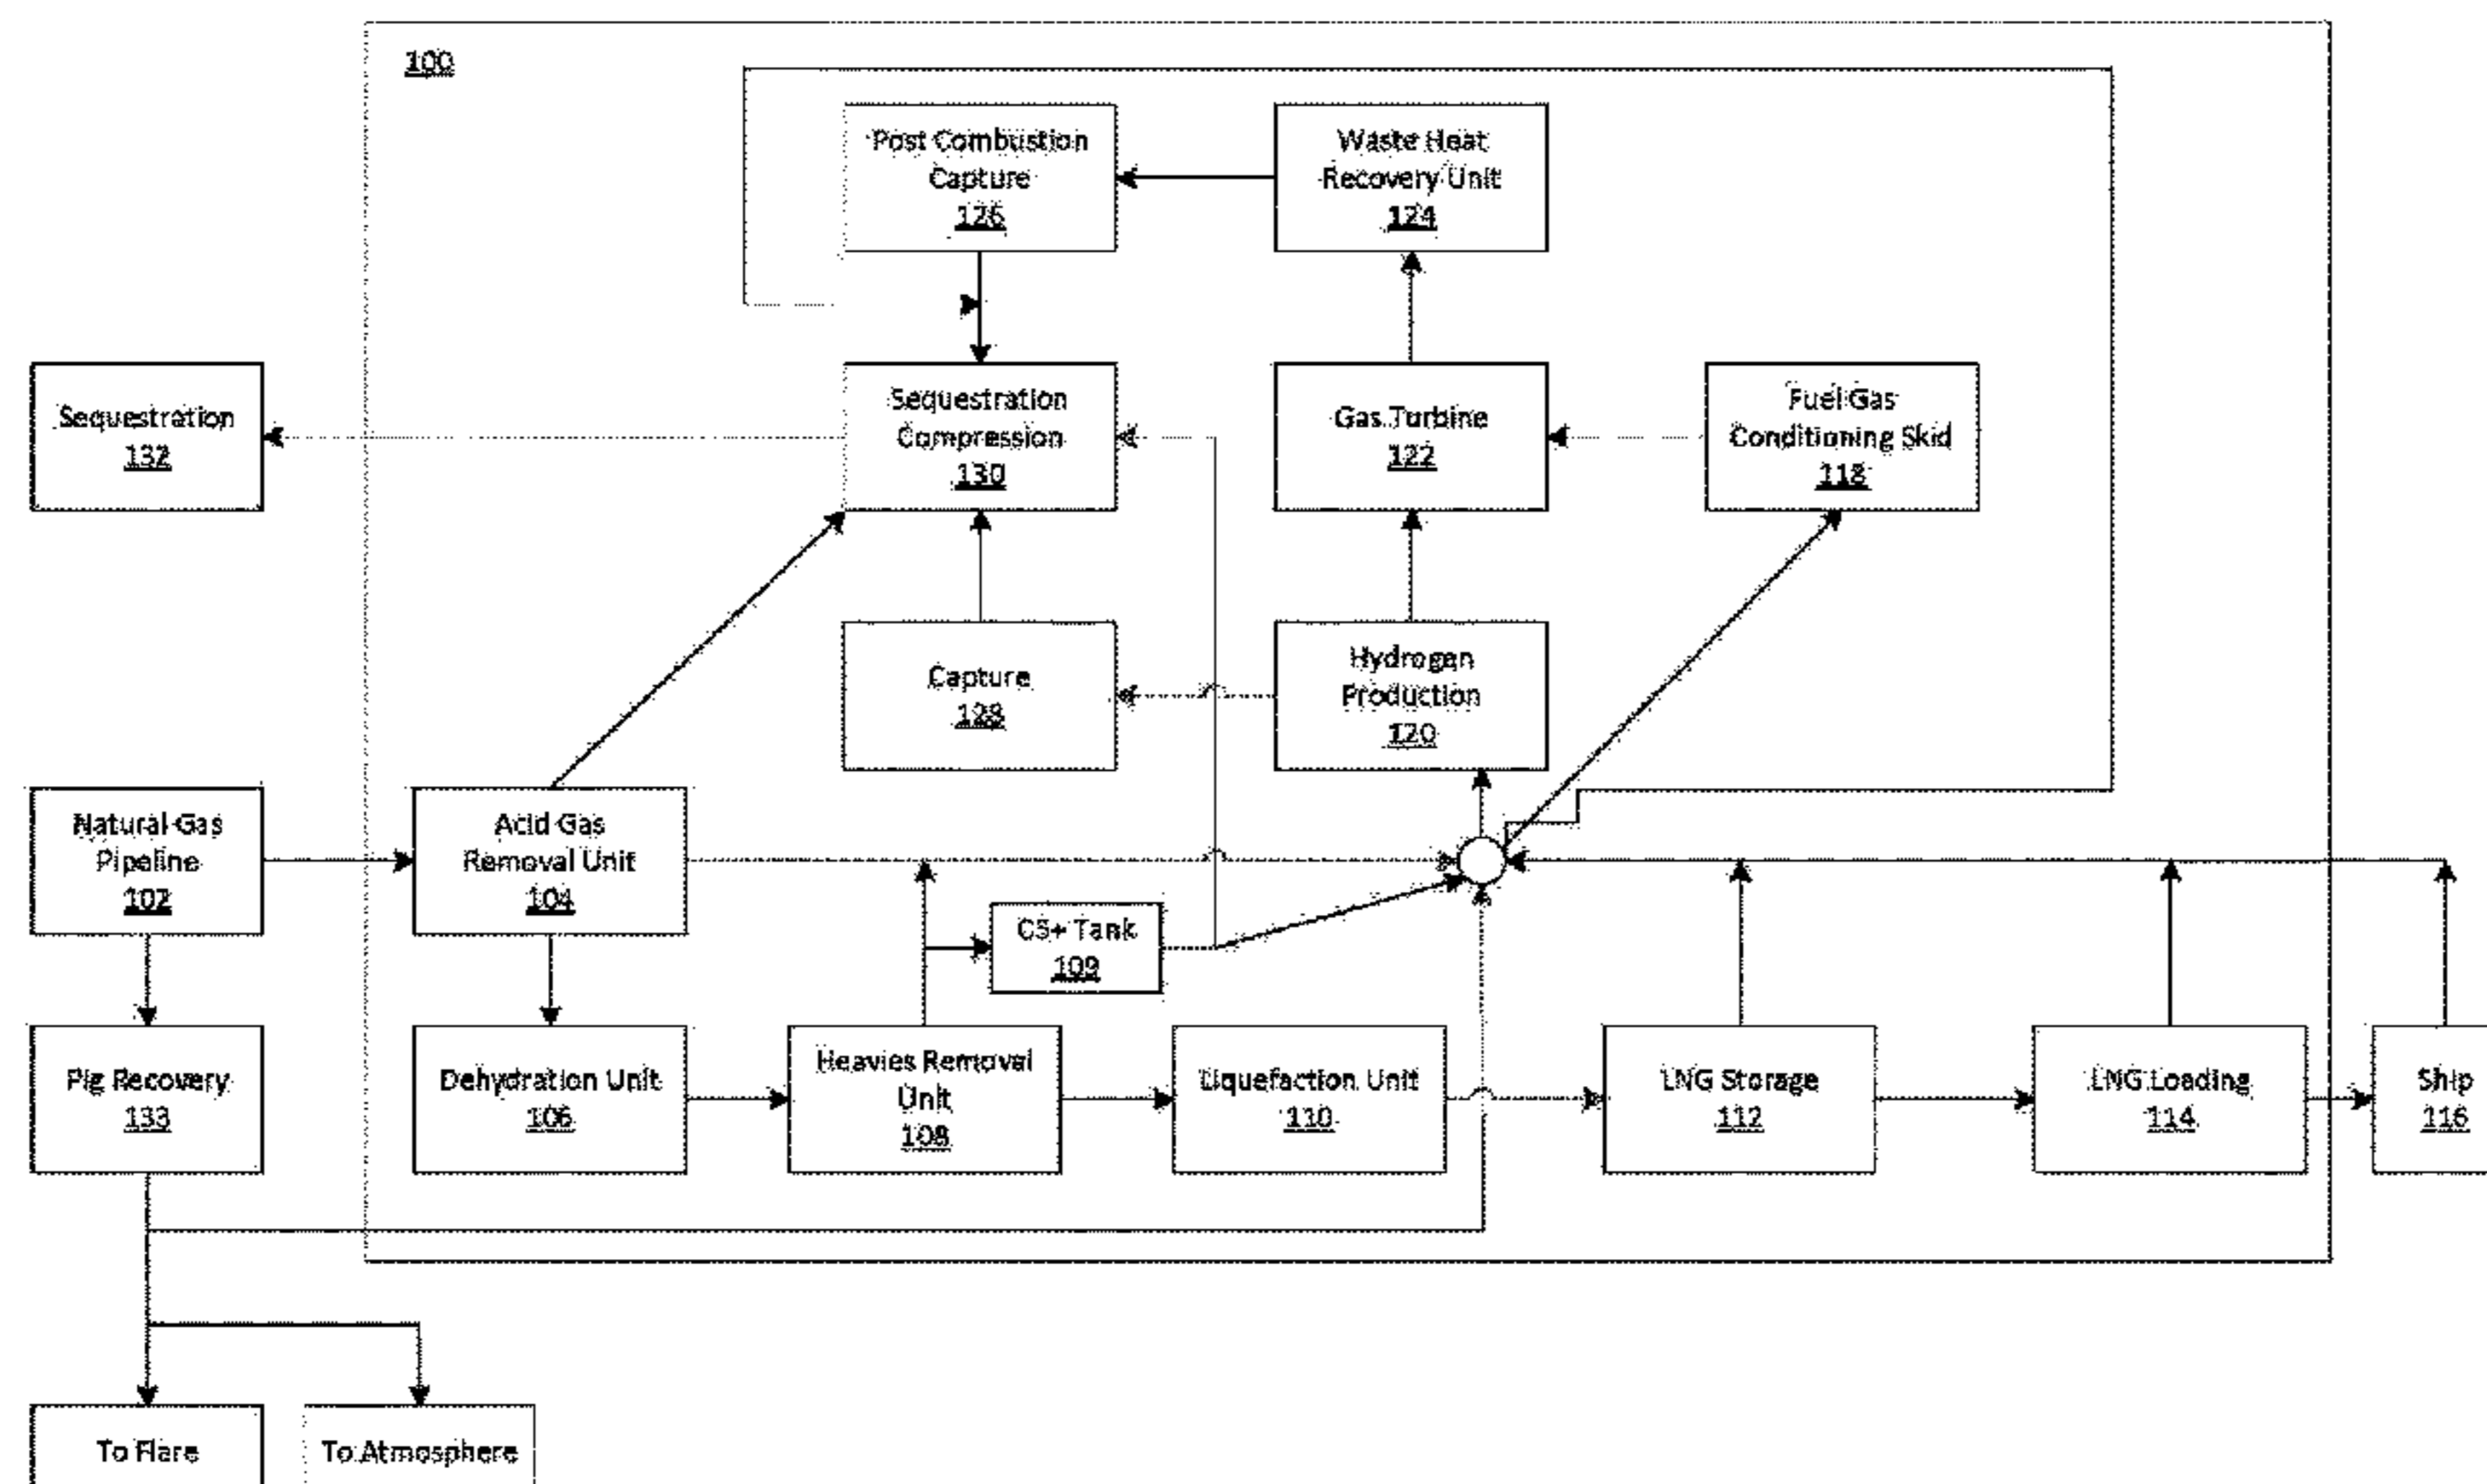 100
Post Combustion
Capture
126
Waste Heat
Recovery Unit
124
Sequestration
132
Sequestration
Compression
130
Gas Turbine
122
Fuel Gas
Conditioning Skid
118
Capture
128
Hydrogen
Production
120
Natural Gas
Pipeline
102
Acid Gas
Removal Unit
104
C5+ Tank
109
Pig Recovery
133
Dehydration Unit
106
Heavies Removal
Unit
108
Liquefaction Unit
110
LNG Storage
112
LNG Loading
114
Ship
116
To Flare
To Atmosphere